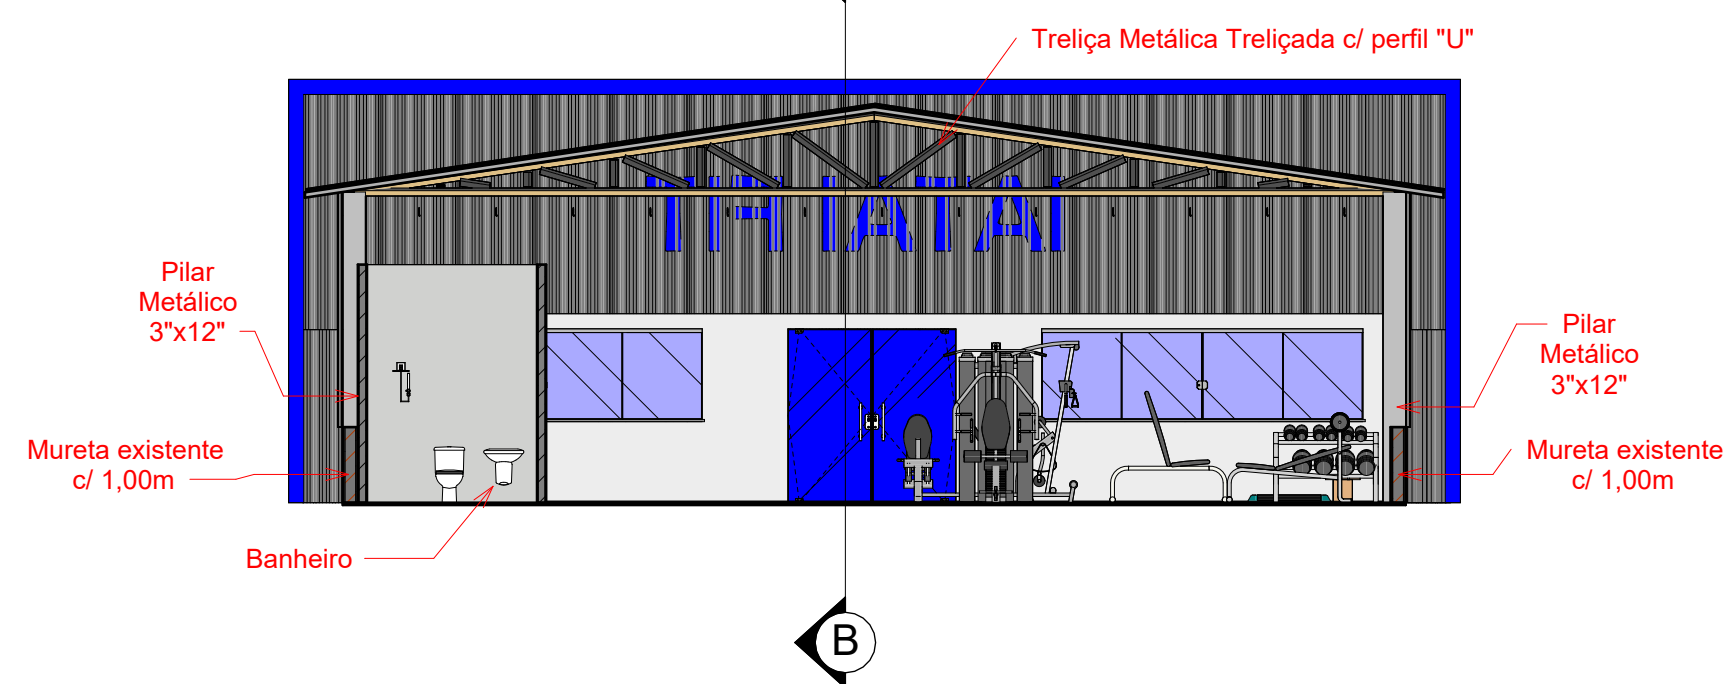 Treliça Metálica Treliçada c/ perfil "U"
Pilar
Metálico
3"x12"
Pilar
Metálico
3"x12"
Mureta existente
c/ 1,00m
Mureta existente
c/ 1,00m
Banheiro
B